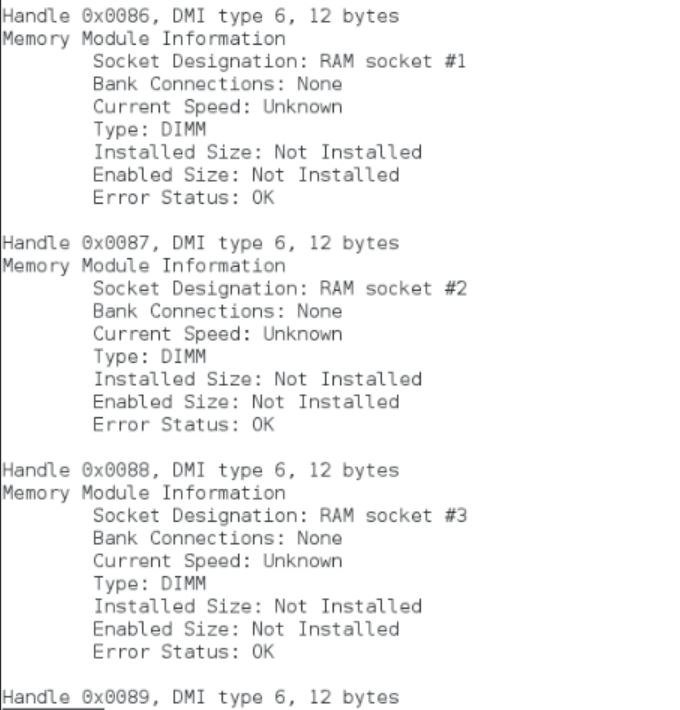 Handle 0x0086, DMI type 6, 12 bytes
Memory Module Information
Socket Designation: RAM socket #1
Bank Connections: None
Current Speed: Unknown
Type: DIMM
Installed Size: Not Installed
Enabled Size: Not Installed
Error Status: OK
Handle 0x0087, DMI type 6, 12 bytes
Memory Module Information
Socket Designation: RAM socket #2
Bank Connections: None
Current Speed: Unknown
Type: DIMM
Installed Size: Not Installed
Enabled Size: Not Installed
Error Status: OK
Handle 0x0088, DMI type 6, 12 bytes
Memory Module Information
Socket Designation: RAM socket #3
Bank Connections: None
Current Speed: Unknown
Type: DIMM
Installed Size: Not Installed
Enabled Size: Not Installed
Error Status: OK
Handle 0x0089, DMI type 6, 12 bytes